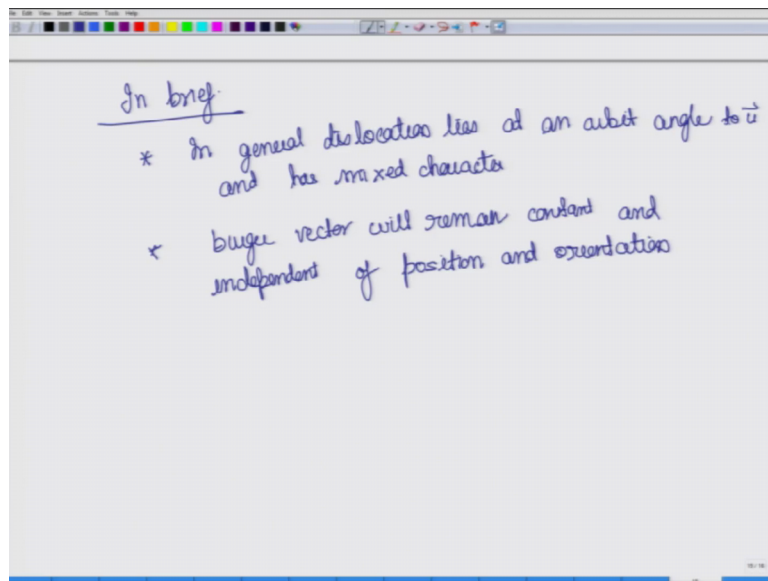 In brief.
* In general dislocation lies at an arbit angle to u
and has mixed character
* burger vector will remain constant and
independent of position and orientation